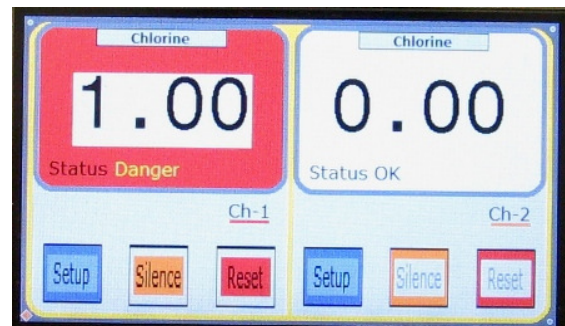 Chlorine
1.00
Status Danger
Ch-1
Setup Silence Reset
Chlorine
0.00
Status OK
Ch-2
Setup Silence Reset